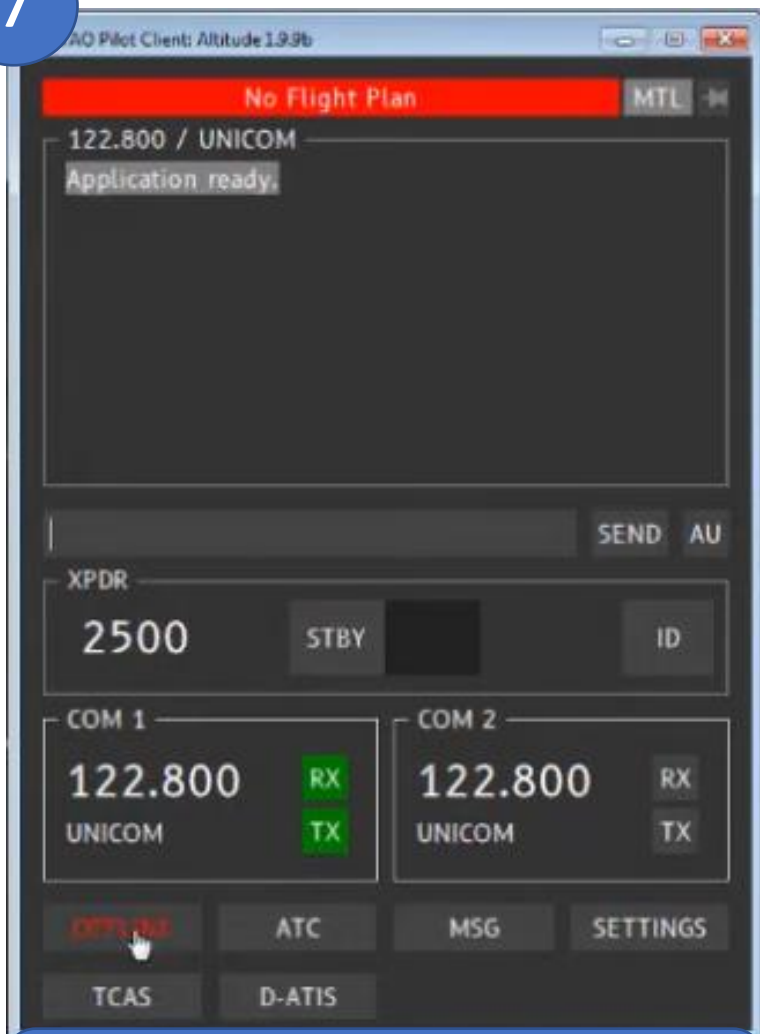 7
AO Pilot Client: Altitude 1.9.9b
No Flight Plan MTL
122.800 / UNICOM
Application ready.
SEND AU
XPDR
2500 STBY ID
COM 1 COM 2
122.800 RX 122.800 RX
UNICOM TX UNICOM TX
OFFLINE ATC MSG SETTINGS
TCAS D-ATIS